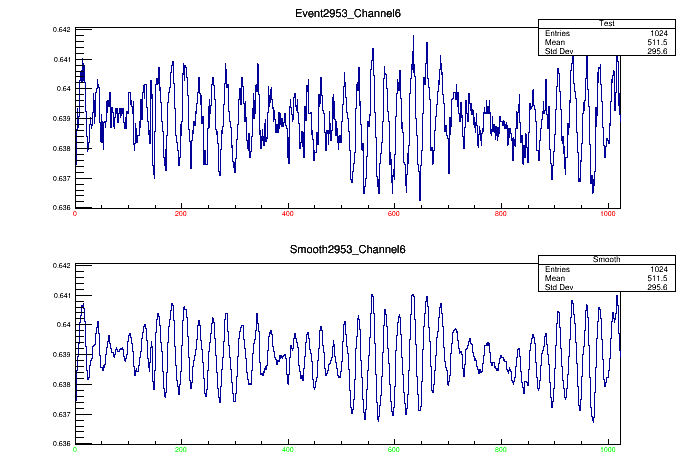 Event2953_Channel6
Test
Entries 1024
Mean 511.5
Std Dev 295.6
0.642
0.641
0.64
0.639
0.638
0.637
0.636
0 200 400 600 800 1000
Smooth2953_Channel6
Smooth
Entries 1024
Mean 511.5
Std Dev 295.6
0.642
0.641
0.64
0.639
0.638
0.637
0.636
0 200 400 600 800 1000